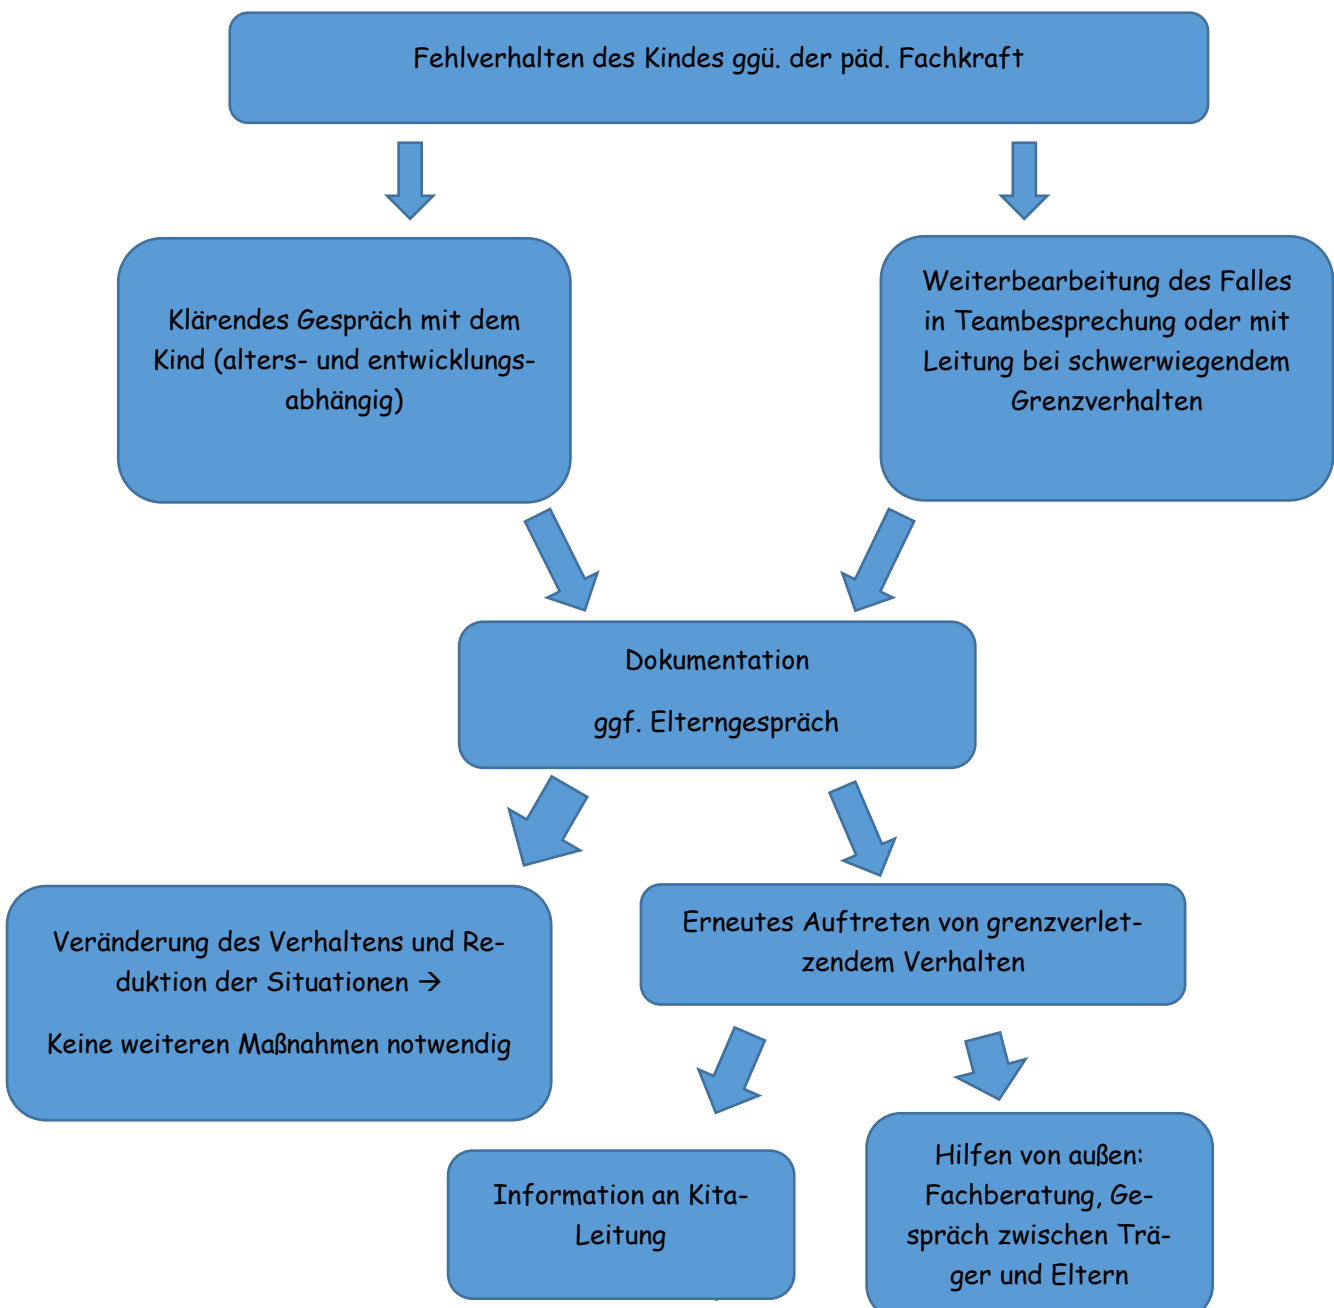 Fehlverhalten des Kindes ggü. der päd. Fachkraft
Klärendes Gespräch mit dem
Kind (alters- und entwicklungs-
abhängig)
Weiterbearbeitung des Falles
in Teambesprechung oder mit
Leitung bei schwerwiegendem
Grenzverhalten
Dokumentation
ggf. Elterngespräch
Veränderung des Verhaltens und Re-
duktion der Situationen →
Keine weiteren Maßnahmen notwendig
Erneutes Auftreten von grenzverlet-
zendem Verhalten
Information an Kita-
Leitung
Hilfen von außen:
Fachberatung, Ge-
spräch zwischen Trä-
ger und Eltern